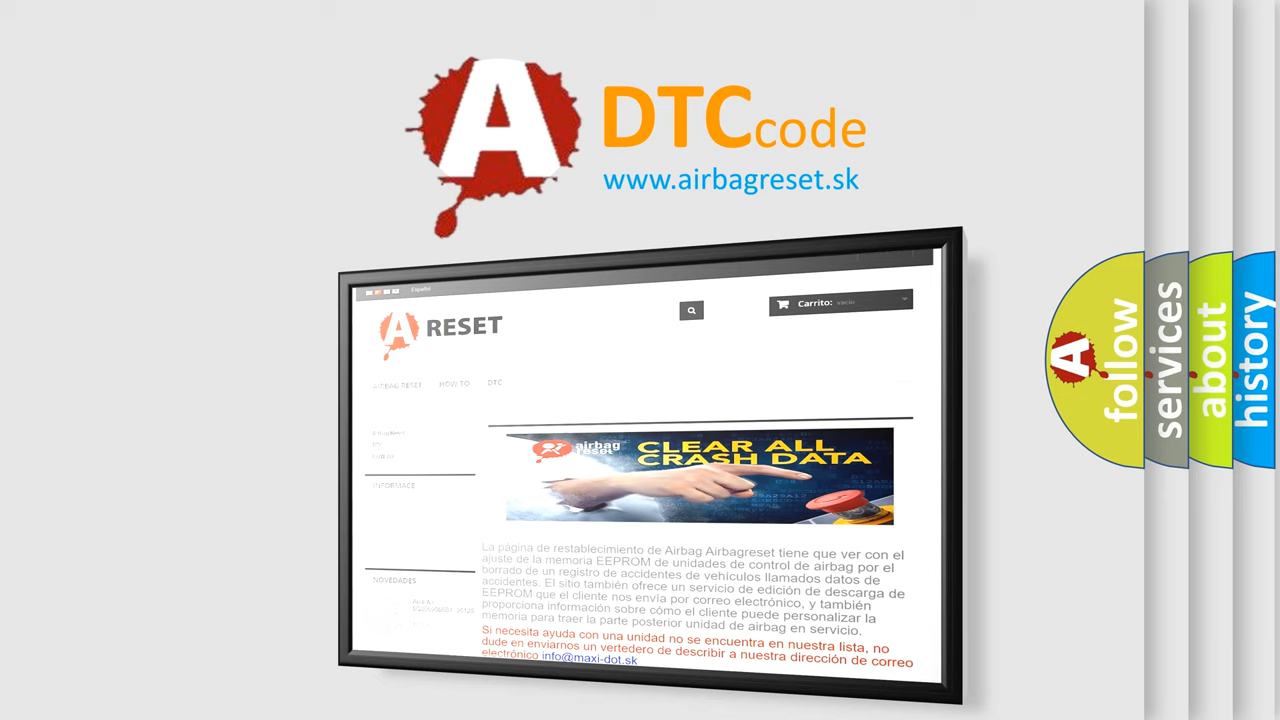 A
DTCcode
www.airbagreset.sk
Español
A RESET
Carrito: vacío
AIRBAG RESET HOW TO DTC
INFORMACE
airbag
reset
CLEAR ALL
CRASH DATA
La página de restablecimiento de Airbag Airbagreset tiene que ver con el
ajuste de la memoria EEPROM de unidades de control de airbag por el
borrado de un registro de accidentes de vehículos llamados datos de
accidentes. El sitio también ofrece un servicio de edición de descarga de
EEPROM que el cliente nos envía por correo electrónico, y también
proporciona información sobre cómo el cliente puede personalizar la
memoria para traer la parte posterior unidad de airbag en servicio.
Si necesita ayuda con una unidad no se encuentra en nuestra lista, no
dude en enviarnos un vertedero de describir a nuestra dirección de correo
electrónico info@maxi-dot.sk
NOVEDADES
A
follow
services
about
history